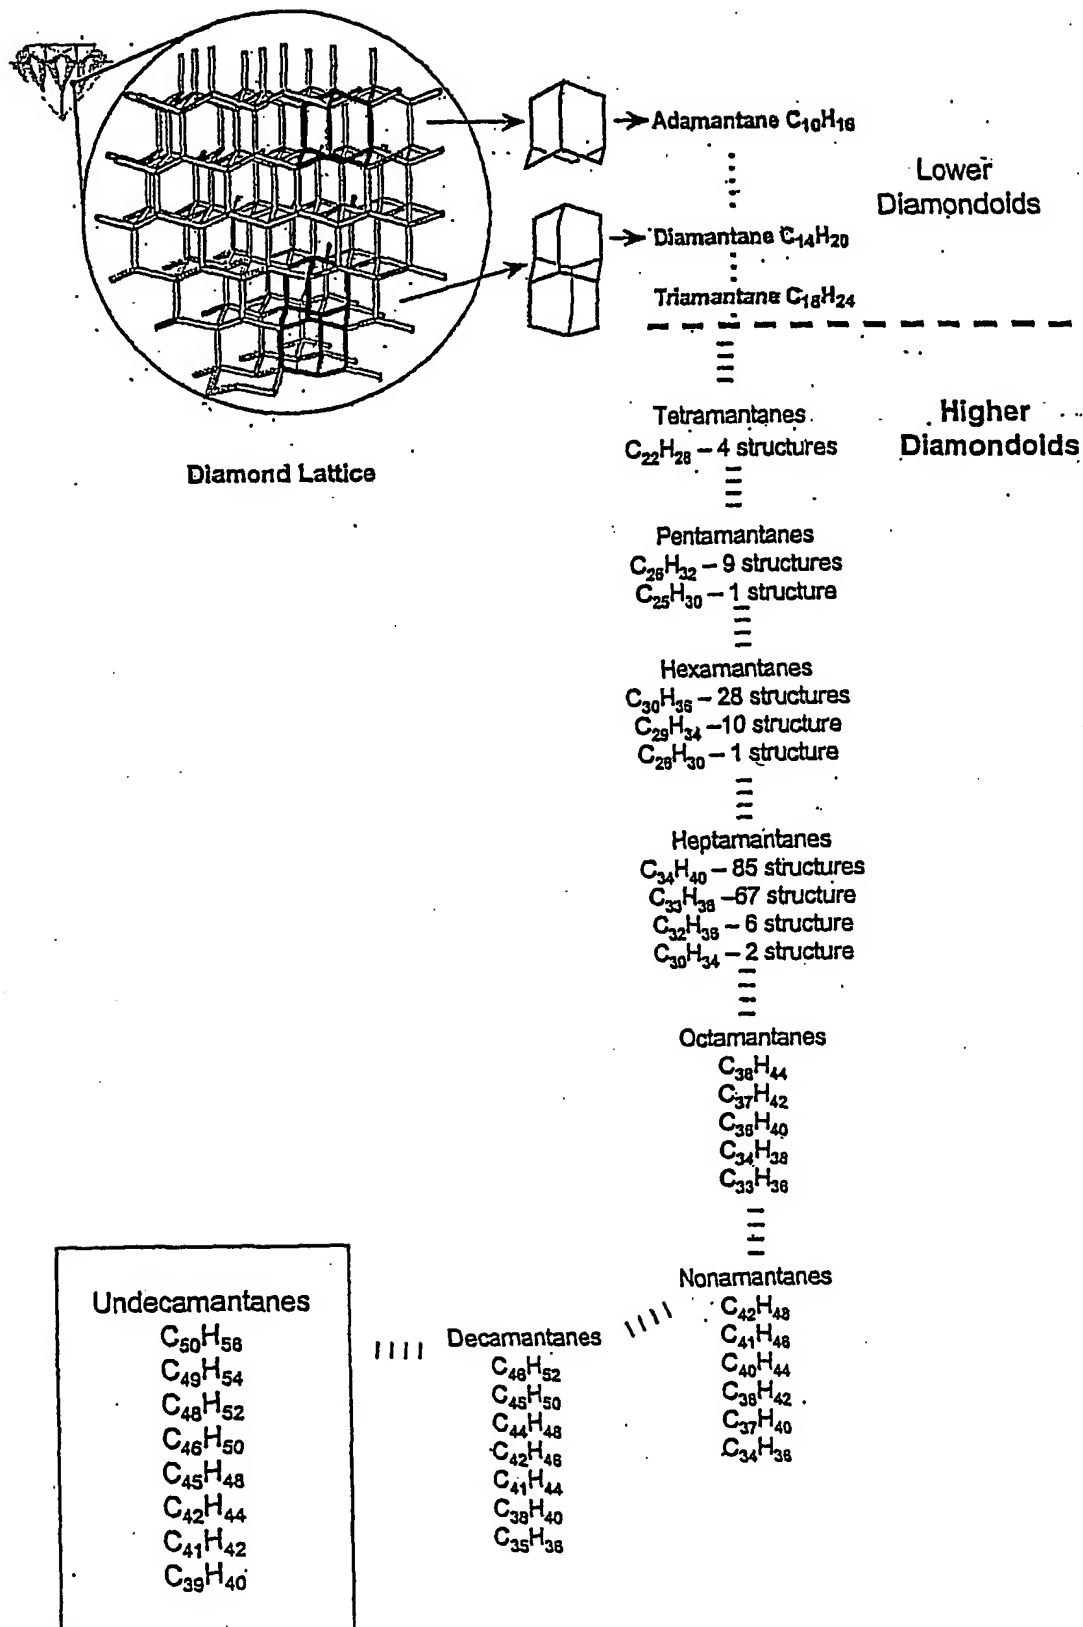 Adamantane C₁₀H₁₆
Lower
Diamondoids
Diamantane C₁₄H₂₀
Triamantane C₁₈H₂₄
Diamond Lattice
Tetramantanes
C₂₂H₂₈ – 4 structures
Higher
Diamondoids
Pentamantanes
C₂₆H₃₂ – 9 structures
C₂₅H₃₀ – 1 structure
Hexamantanes
C₃₀H₃₆ – 28 structures
C₂₉H₃₄ –10 structure
C₂₆H₃₀ – 1 structure
Heptamantanes
C₃₄H₄₀ – 85 structures
C₃₃H₃₈ –67 structure
C₃₂H₃₆ – 6 structure
C₃₀H₃₄ – 2 structure
Octamantanes
C₃₈H₄₄
C₃₇H₄₂
C₃₆H₄₀
C₃₄H₃₈
C₃₃H₃₆
Nonamantanes
C₄₂H₄₈
C₄₁H₄₆
C₄₀H₄₄
C₃₈H₄₂
C₃₇H₄₀
C₃₄H₃₆
Decamantanes
C₄₆H₅₂
C₄₅H₅₀
C₄₄H₄₈
C₄₂H₄₆
C₄₁H₄₄
C₃₈H₄₀
C₃₅H₃₆
Undecamantanes
C₅₀H₅₆
C₄₉H₅₄
C₄₈H₅₂
C₄₆H₅₀
C₄₅H₄₈
C₄₂H₄₄
C₄₁H₄₂
C₃₉H₄₀